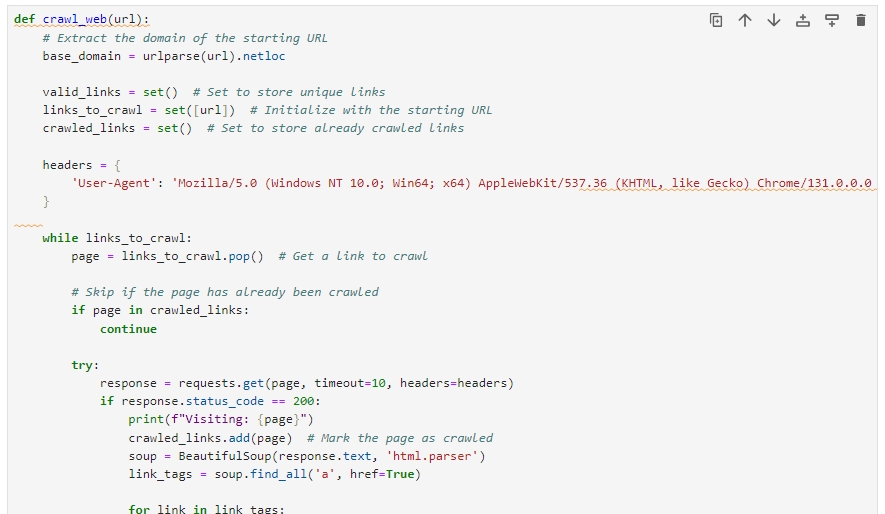 def crawl_web(url):
    # Extract the domain of the starting URL
    base_domain = urlparse(url).netloc

    valid_links = set()  # Set to store unique links
    links_to_crawl = set([url])  # Initialize with the starting URL
    crawled_links = set()  # Set to store already crawled links

    headers = {
        'User-Agent': 'Mozilla/5.0 (Windows NT 10.0; Win64; x64) AppleWebKit/537.36 (KHTML, like Gecko) Chrome/131.0.0.0
    }

    while links_to_crawl:
        page = links_to_crawl.pop()  # Get a link to crawl

        # Skip if the page has already been crawled
        if page in crawled_links:
            continue

        try:
            response = requests.get(page, timeout=10, headers=headers)
            if response.status_code == 200:
                print(f"Visiting: {page}")
                crawled_links.add(page)  # Mark the page as crawled
                soup = BeautifulSoup(response.text, 'html.parser')
                link_tags = soup.find_all('a', href=True)

                for link in link_tags: